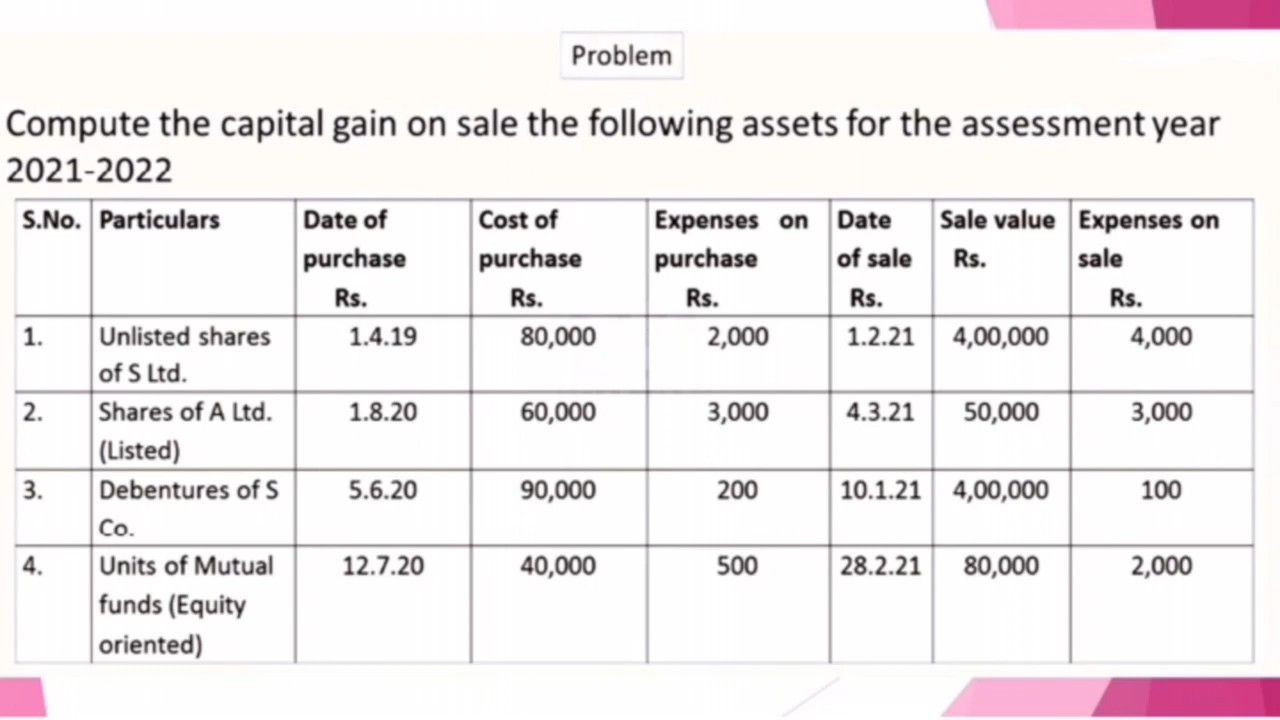 Problem
Compute the capital gain on sale the following assets for the assessment year
2021-2022
S.No. Particulars Date of purchase Rs. Cost of purchase Rs. Expenses on purchase Rs. Date of sale Rs. Sale value Rs. Expenses on sale Rs.
1. Unlisted shares of S Ltd. 1.4.19 80,000 2,000 1.2.21 4,00,000 4,000
2. Shares of A Ltd. (Listed) 1.8.20 60,000 3,000 4.3.21 50,000 3,000
3. Debentures of S Co. 5.6.20 90,000 200 10.1.21 4,00,000 100
4. Units of Mutual funds (Equity oriented) 12.7.20 40,000 500 28.2.21 80,000 2,000